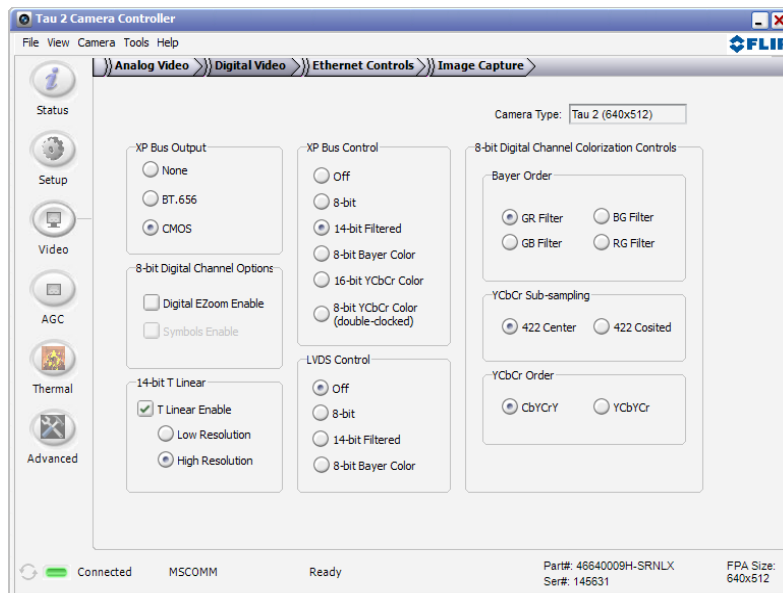 Tau 2 Camera Controller
File View Camera Tools Help
FLIR
Analog Video Digital Video Ethernet Controls Image Capture
Status
Setup
Video
AGC
Thermal
Advanced
Camera Type: Tau 2 (640x512)
XP Bus Output
None
BT.656
CMOS
8-bit Digital Channel Options
Digital EZoom Enable
Symbols Enable
14-bit T Linear
T Linear Enable
Low Resolution
High Resolution
XP Bus Control
Off
8-bit
14-bit Filtered
8-bit Bayer Color
16-bit YCbCr Color
8-bit YCbCr Color
(double-clocked)
LVDS Control
Off
8-bit
14-bit Filtered
8-bit Bayer Color
8-bit Digital Channel Colorization Controls
Bayer Order
GR Filter BG Filter
GB Filter RG Filter
YCbCr Sub-sampling
422 Center 422 Cosited
YCbCr Order
CbYCrY YCbYCr
Connected MSCOMM Ready
Part#: 46640009H-SRNLX
Ser#: 145631
FPA Size:
640x512